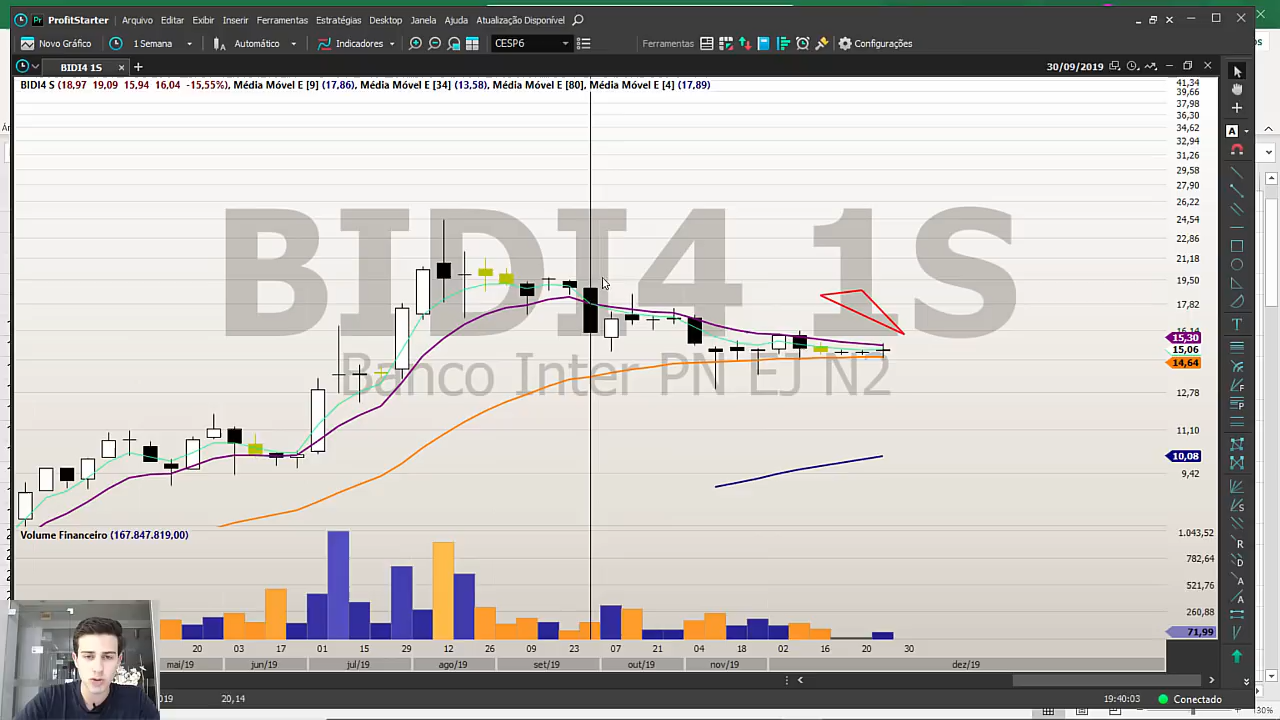 ProfitStarter Arquivo Editar Exibir Inserir Ferramentas Estratégias Desktop Janela Ajuda Atualização Disponível
Novo Gráfico 1 Semana Automático Indicadores CESP6 Ferramentas Configurações
BIDI4 1S 30/09/2019
BIDI4 S (18,97 19,09 15,94 16,04 -15,55%), Média Móvel E [9] (17,86), Média Móvel E [34] (13,58), Média Móvel E [80], Média Móvel E [4] (17,89)
41,34
39,66
37,98
36,30
34,62
32,94
31,26
29,58
27,90
26,22
24,54
22,86
21,18
19,50
17,82
16,14
15,30
15,06
14,64
12,78
11,10
10,08
9,42
BIDI4 1S
Banco Inter PN EJ N2
Volume Financeiro (167.847.819,00)
1.043,52
782,64
521,76
260,88
71,99
20 03 17 01 15 29 12 26 09 23 07 21 04 18 02 16 20 30
mai/19 jun/19 jul/19 ago/19 set/19 out/19 nov/19 dez/19
2019 20,14 19:40:03 Conectado
30%